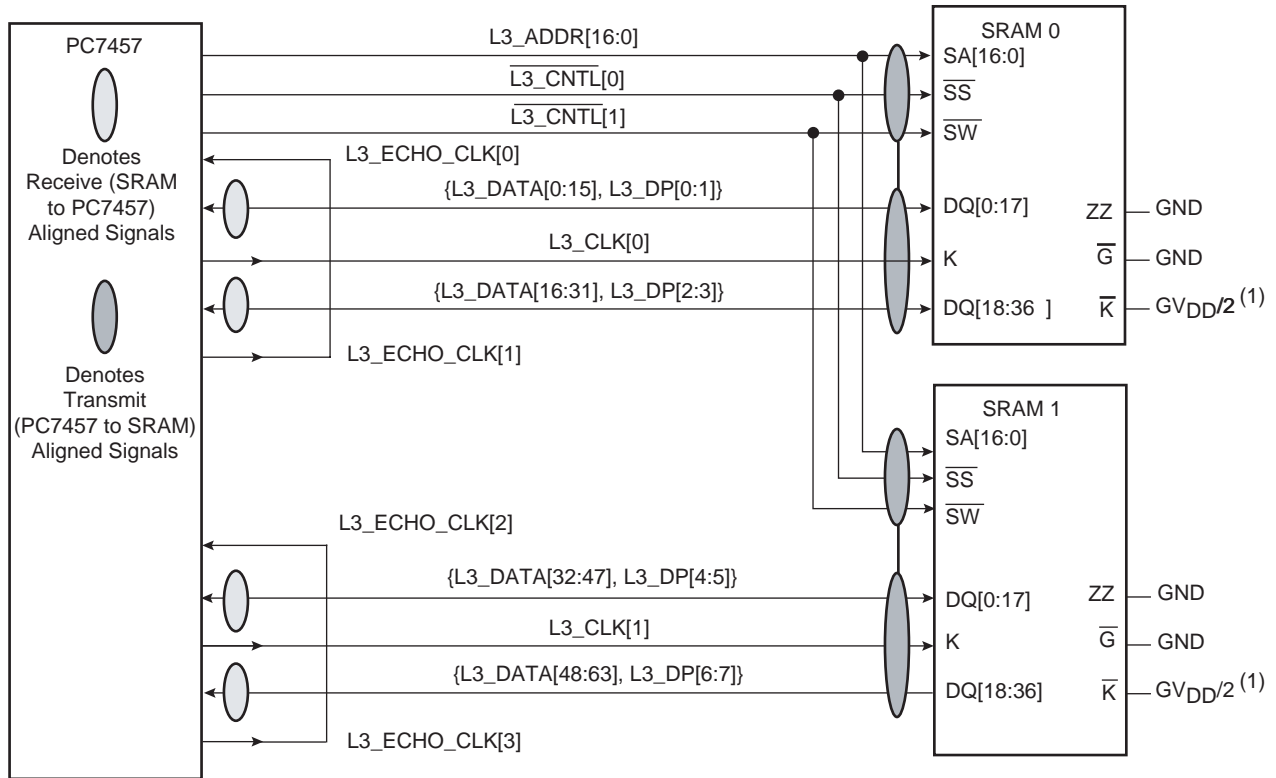 PC7457
Denotes
Receive (SRAM
to PC7457)
Aligned Signals
Denotes
Transmit
(PC7457 to SRAM)
Aligned Signals
L3_ADDR[16:0]
L3_CNTL[0]
L3_CNTL[1]
L3_ECHO_CLK[0]
{L3_DATA[0:15], L3_DP[0:1]}
L3_CLK[0]
{L3_DATA[16:31], L3_DP[2:3]}
L3_ECHO_CLK[1]
SRAM 0
SA[16:0]
SS
SW
DQ[0:17]
K
DQ[18:36 ]
ZZ GND
G GND
K GVDD/2 (1)
L3_ECHO_CLK[2]
{L3_DATA[32:47], L3_DP[4:5]}
L3_CLK[1]
{L3_DATA[48:63], L3_DP[6:7]}
L3_ECHO_CLK[3]
SRAM 1
SA[16:0]
SS
SW
DQ[0:17]
K
DQ[18:36]
ZZ GND
G GND
K GVDD/2 (1)